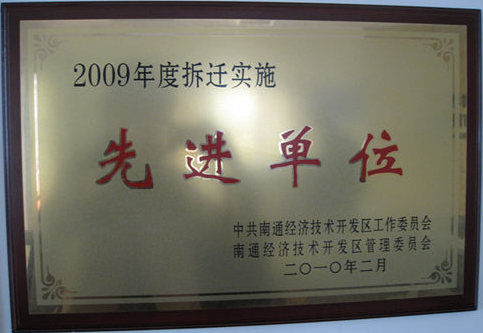 2009年度拆迁实施
先进单位
中共南通经济技术开发区工作委员会
南通经济技术开发区管理委员会
二〇一〇年二月